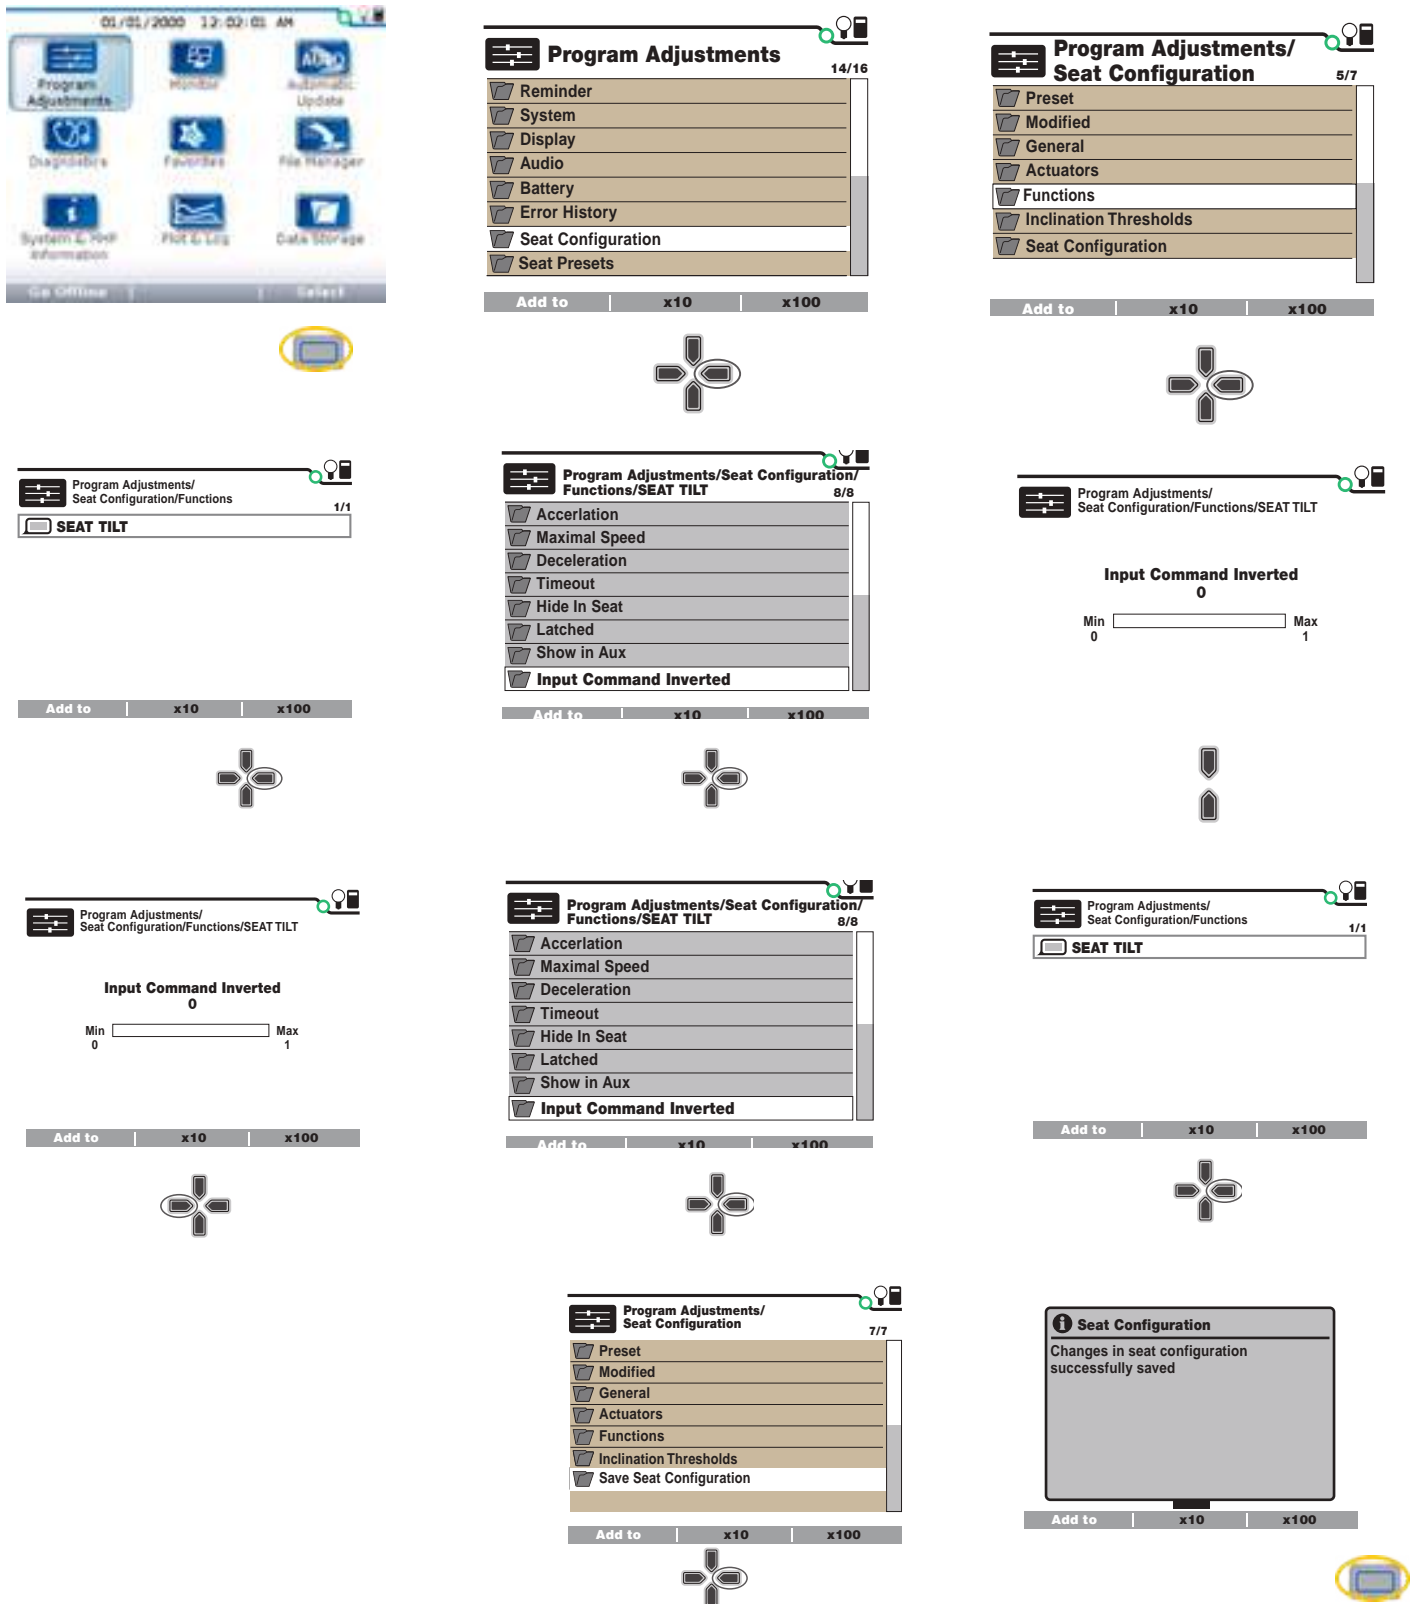 01/01/2000 12:02:01 AM
Program Adjustments
Monitor
Automatic Update
Diagnostics
Favorites
File Manager
System & MMP Information
Plot & Log
Data Storage
Go Offline
Select
Program Adjustments
14/16
Reminder
System
Display
Audio
Battery
Error History
Seat Configuration
Seat Presets
Add to x10 x100
Program Adjustments/
Seat Configuration
5/7
Preset
Modified
General
Actuators
Functions
Inclination Thresholds
Seat Configuration
Add to x10 x100
Program Adjustments/
Seat Configuration/Functions
1/1
SEAT TILT
Add to x10 x100
Program Adjustments/Seat Configuration/
Functions/SEAT TILT
8/8
Accerlation
Maximal Speed
Deceleration
Timeout
Hide In Seat
Latched
Show in Aux
Input Command Inverted
Add to x10 x100
Program Adjustments/
Seat Configuration/Functions/SEAT TILT
Input Command Inverted
0
Min Max
0 1
Program Adjustments/
Seat Configuration/Functions/SEAT TILT
Input Command Inverted
0
Min Max
0 1
Add to x10 x100
Program Adjustments/Seat Configuration/
Functions/SEAT TILT
8/8
Accerlation
Maximal Speed
Deceleration
Timeout
Hide In Seat
Latched
Show in Aux
Input Command Inverted
Add to x10 x100
Program Adjustments/
Seat Configuration/Functions
1/1
SEAT TILT
Add to x10 x100
Program Adjustments/
Seat Configuration
7/7
Preset
Modified
General
Actuators
Functions
Inclination Thresholds
Save Seat Configuration
Add to x10 x100
Seat Configuration
Changes in seat configuration
successfully saved
Add to x10 x100